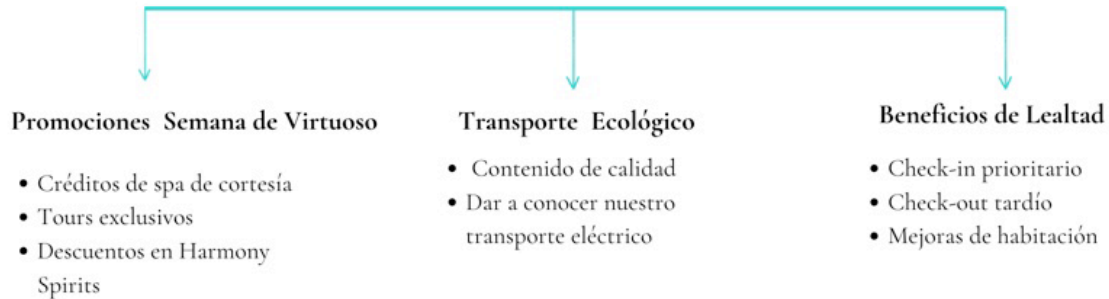 Promociones Semana de Virtuoso
• Créditos de spa de cortesía
• Tours exclusivos
• Descuentos en Harmony
Spirits
Transporte Ecológico
• Contenido de calidad
• Dar a conocer nuestro
transporte eléctrico
Beneficios de Lealtad
• Check-in prioritario
• Check-out tardío
• Mejoras de habitación